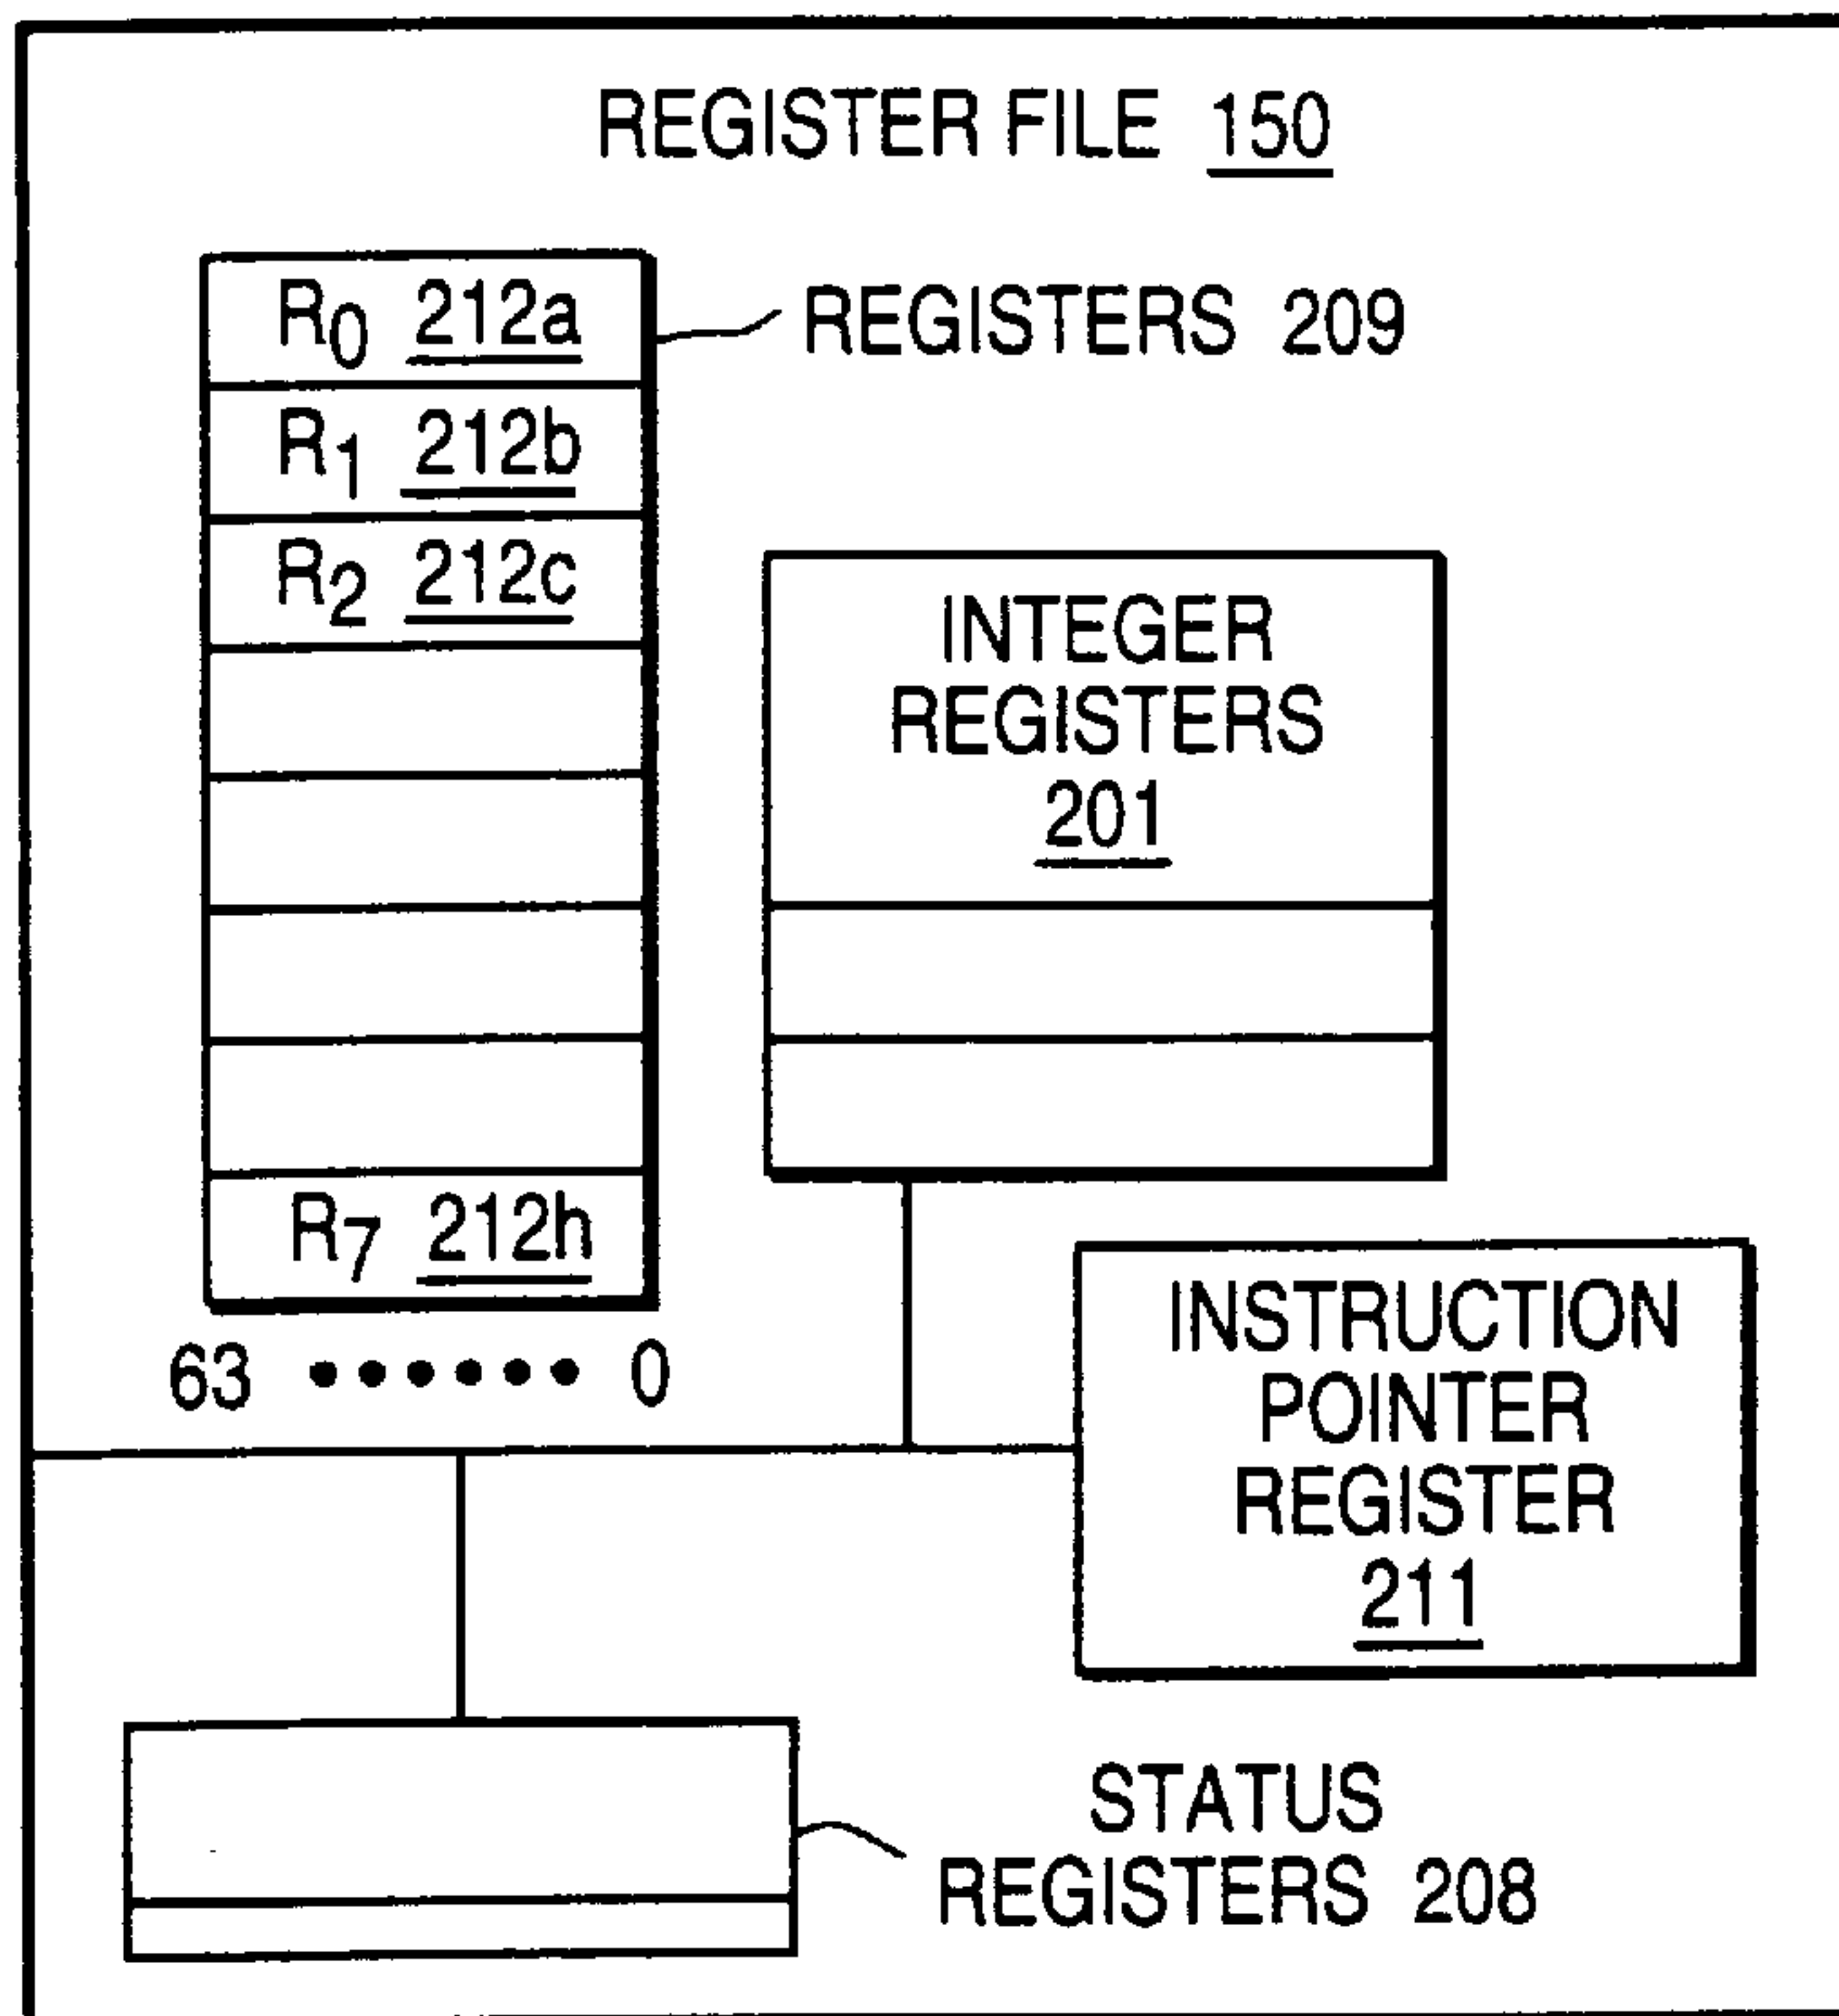 REGISTER FILE 150
R0 212a
REGISTERS 209
R1 212b
R2 212c
INTEGER
REGISTERS
201
R7 212h
63 •••••• 0
INSTRUCTION
POINTER
REGISTER
211
STATUS
REGISTERS 208